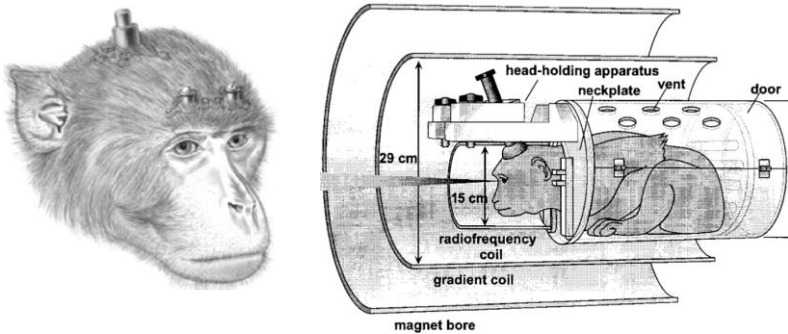 head-holding apparatus
neckplate
vent
door
29 cm
15 cm
radiofrequency
coil
gradient coil
magnet bore